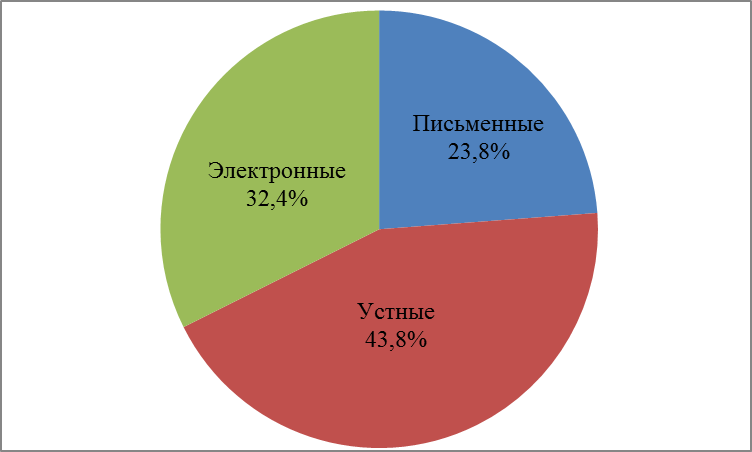 Письменные
23,8%
Электронные
32,4%
Устные
43,8%